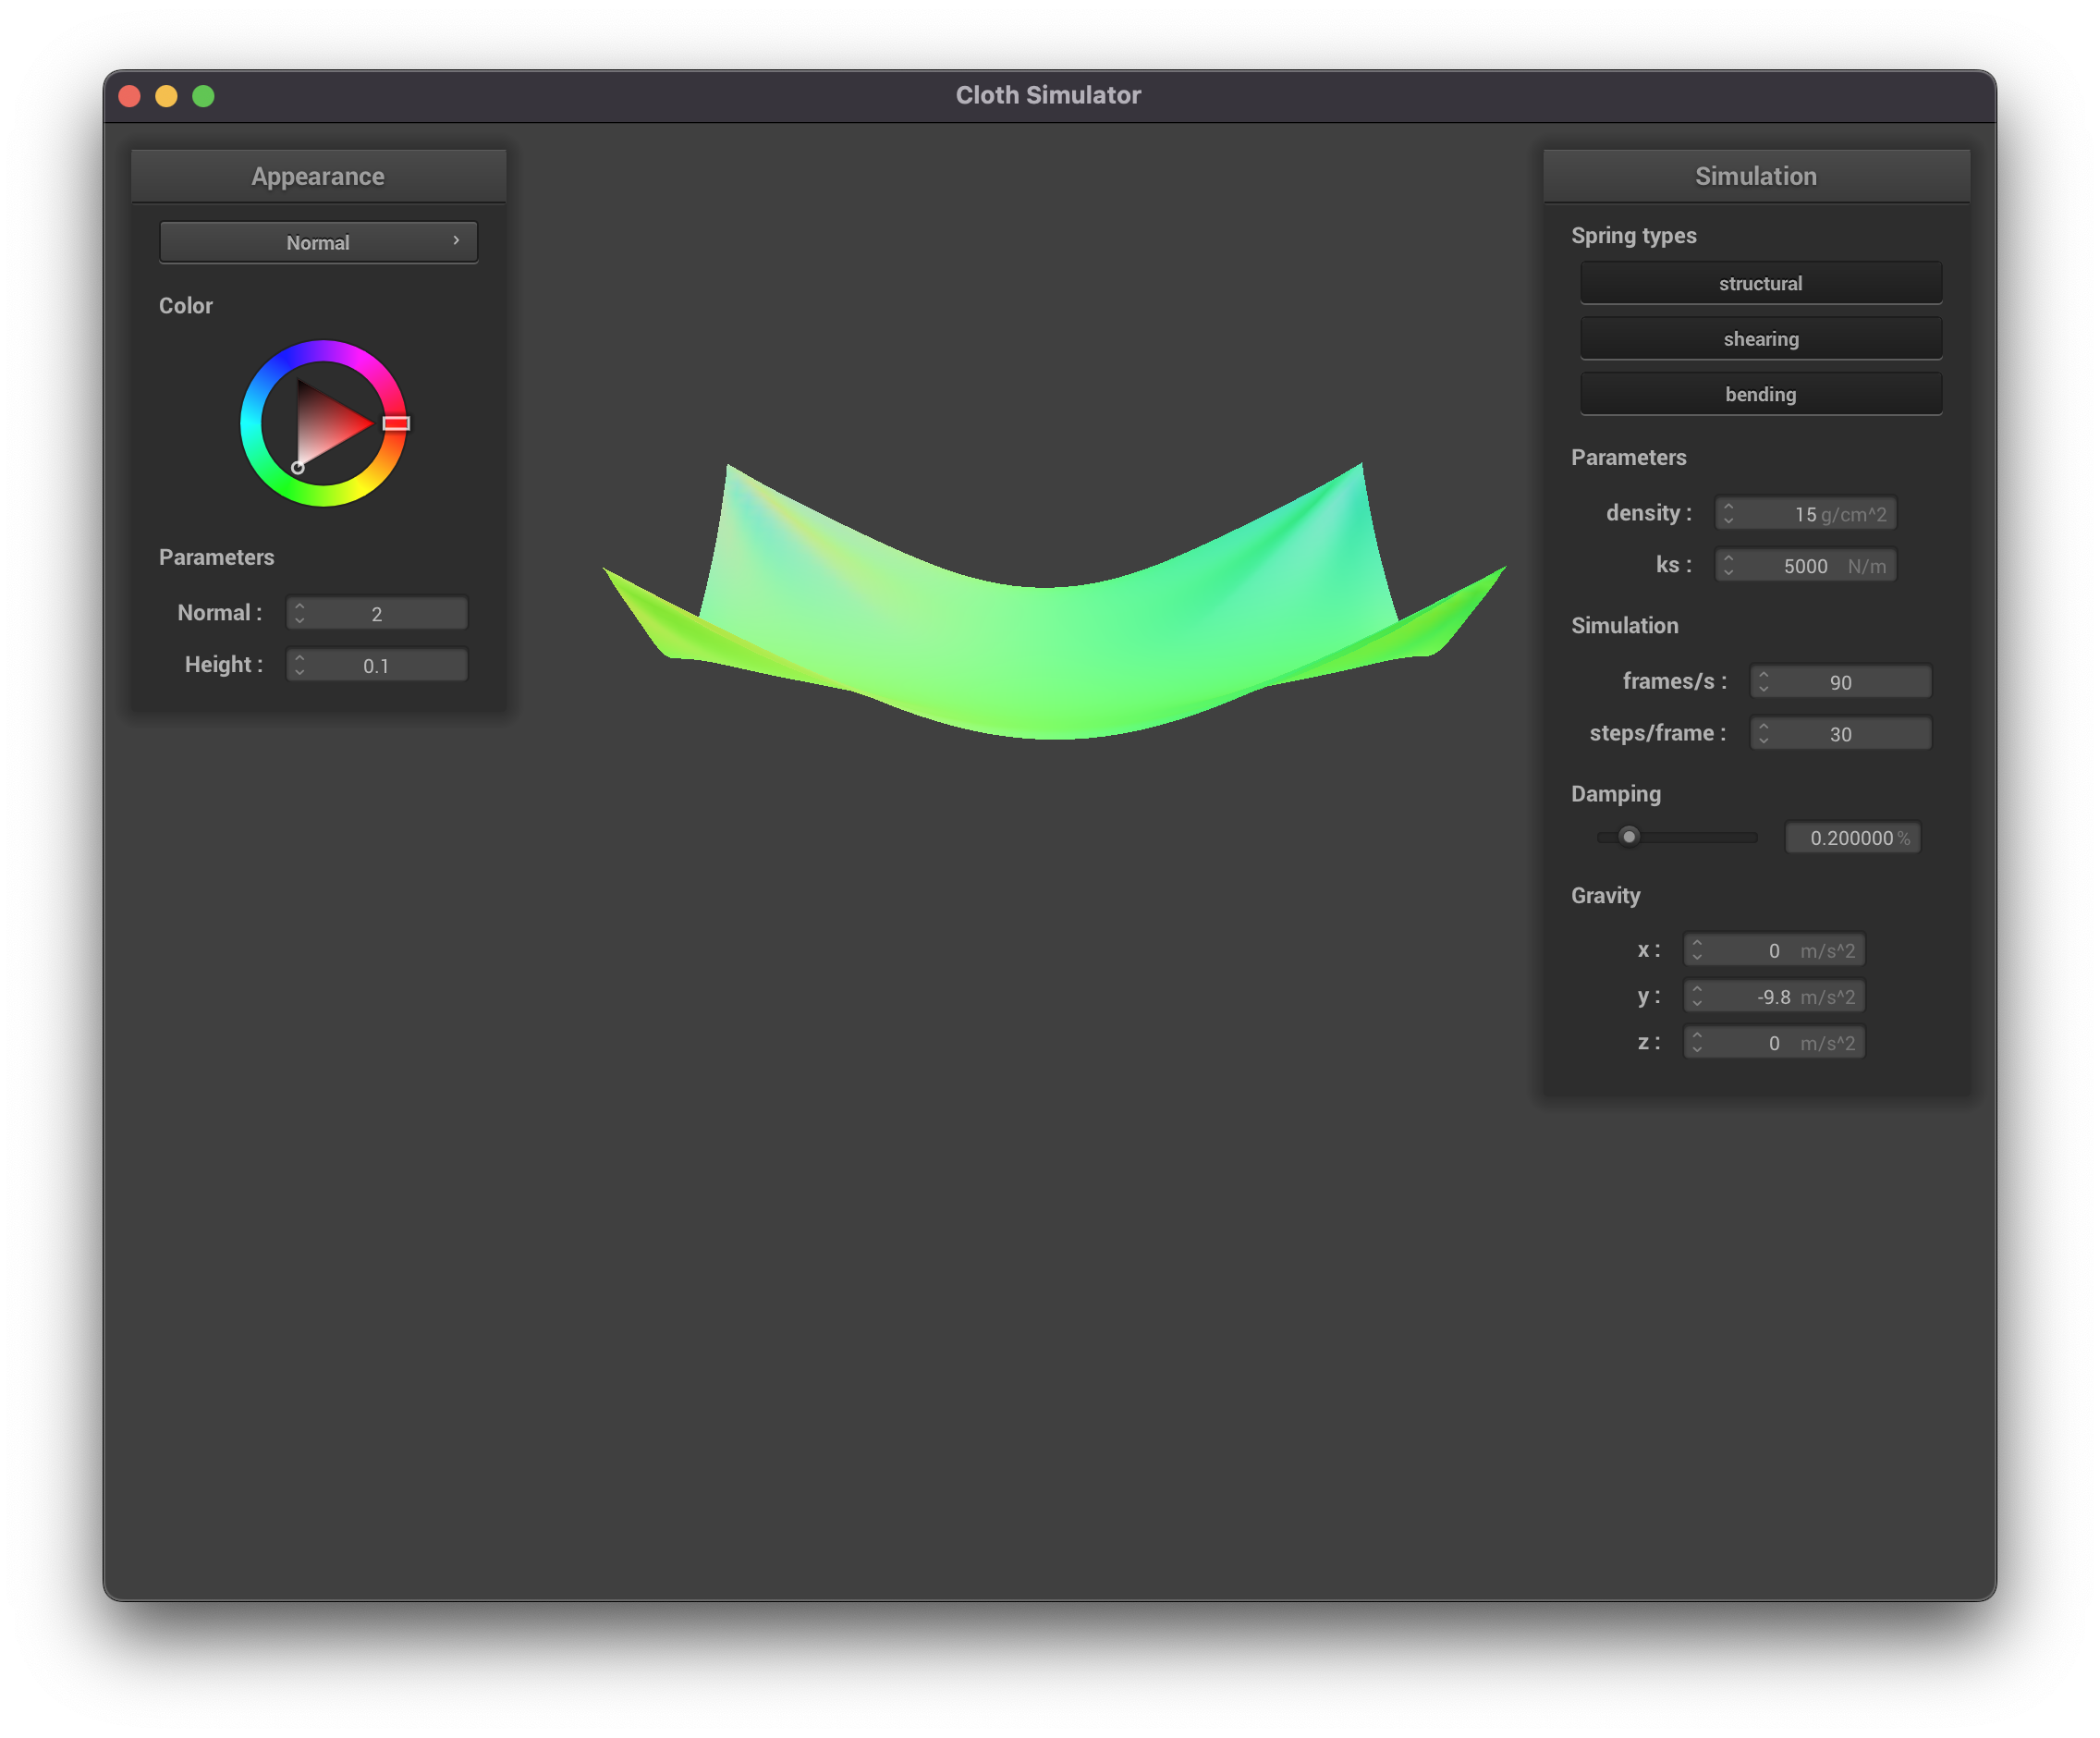 Cloth Simulator
Appearance
Normal
Color
Parameters
Normal : 2
Height : 0.1
Simulation
Spring types
structural
shearing
bending
Parameters
density : 15 g/cm^2
ks : 5000 N/m
Simulation
frames/s : 90
steps/frame : 30
Damping
0.200000 %
Gravity
x : 0 m/s^2
y : -9.8 m/s^2
z : 0 m/s^2